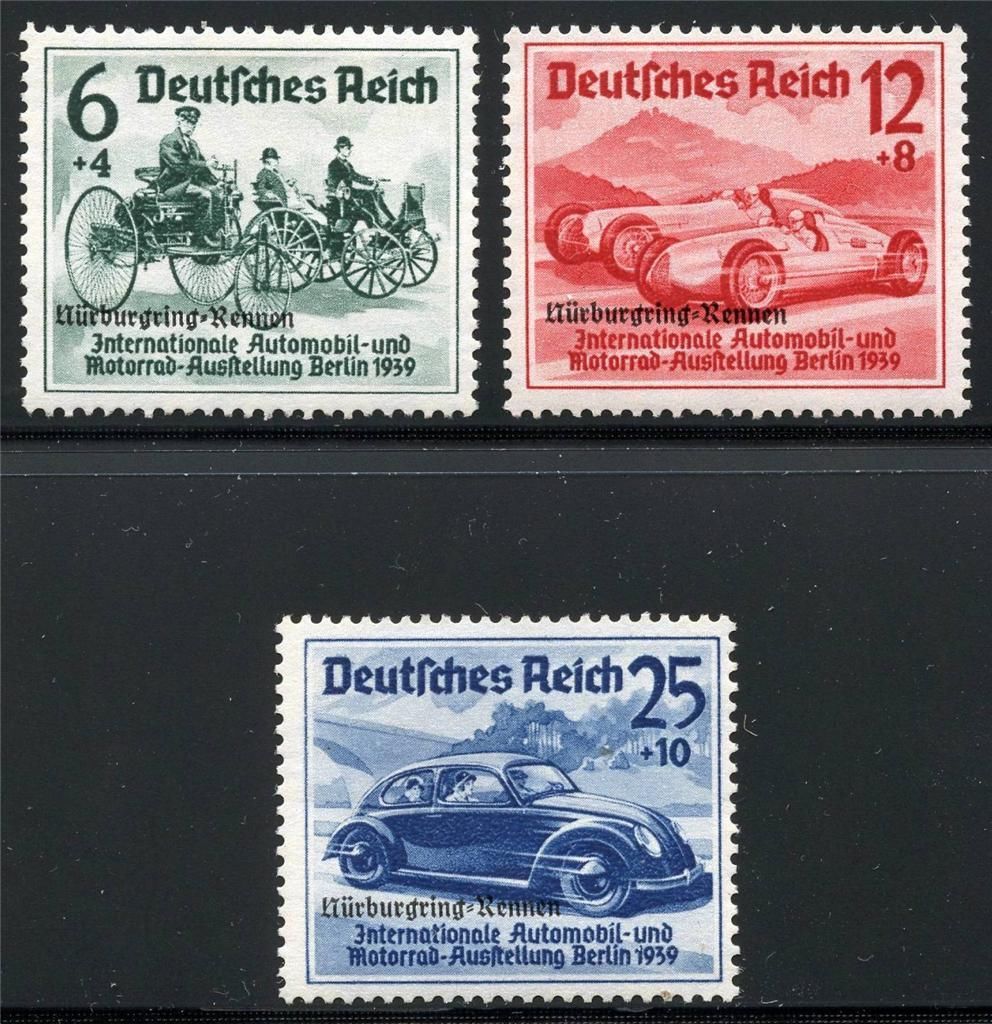 6 Deutſches Reich
+4
Nürburgring=Rennen
Internationale Automobil-und
Motorrad-Ausſtellung Berlin 1939
Deutſches Reich 12
+8
Nürburgring=Rennen
Internationale Automobil-und
Motorrad-Ausſtellung Berlin 1939
Deutſches Reich 25
+10
Nürburgring=Rennen
Internationale Automobil-und
Motorrad-Ausſtellung Berlin 1939